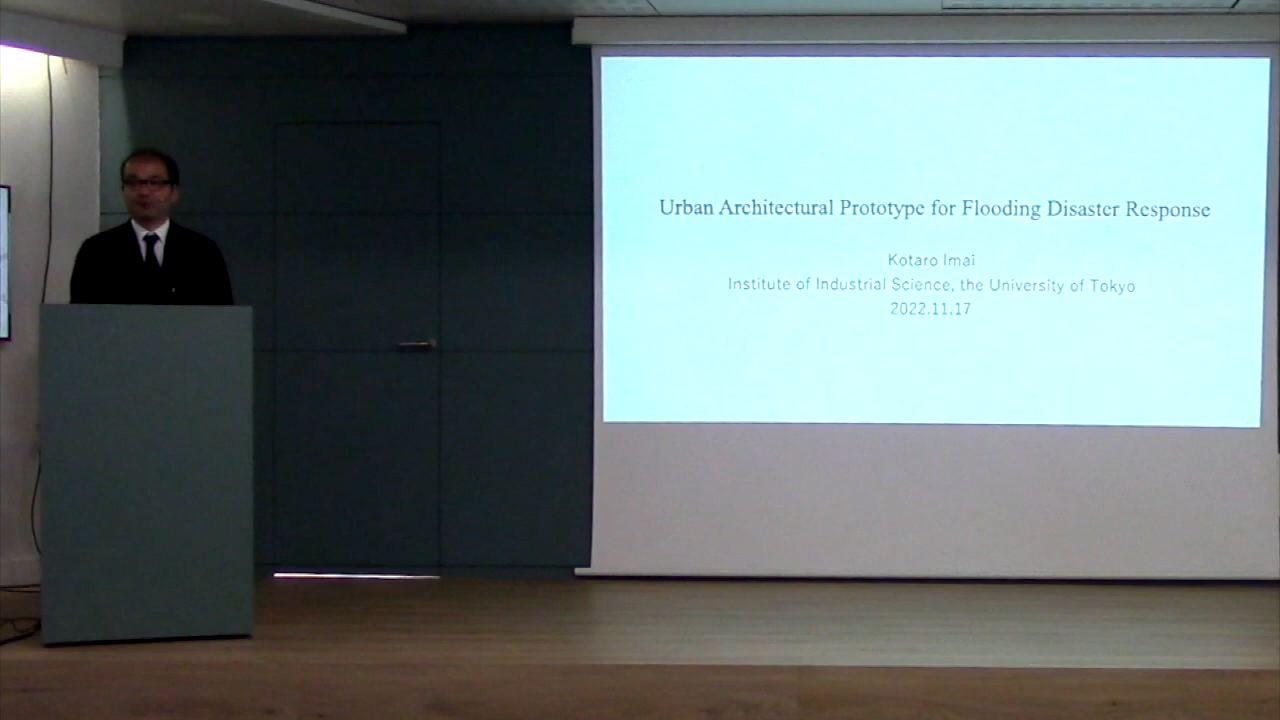 Urban Architectural Prototype for Flooding Disaster Response
Kotaro Imai
Institute of Industrial Science, the University of Tokyo
2022.11.17